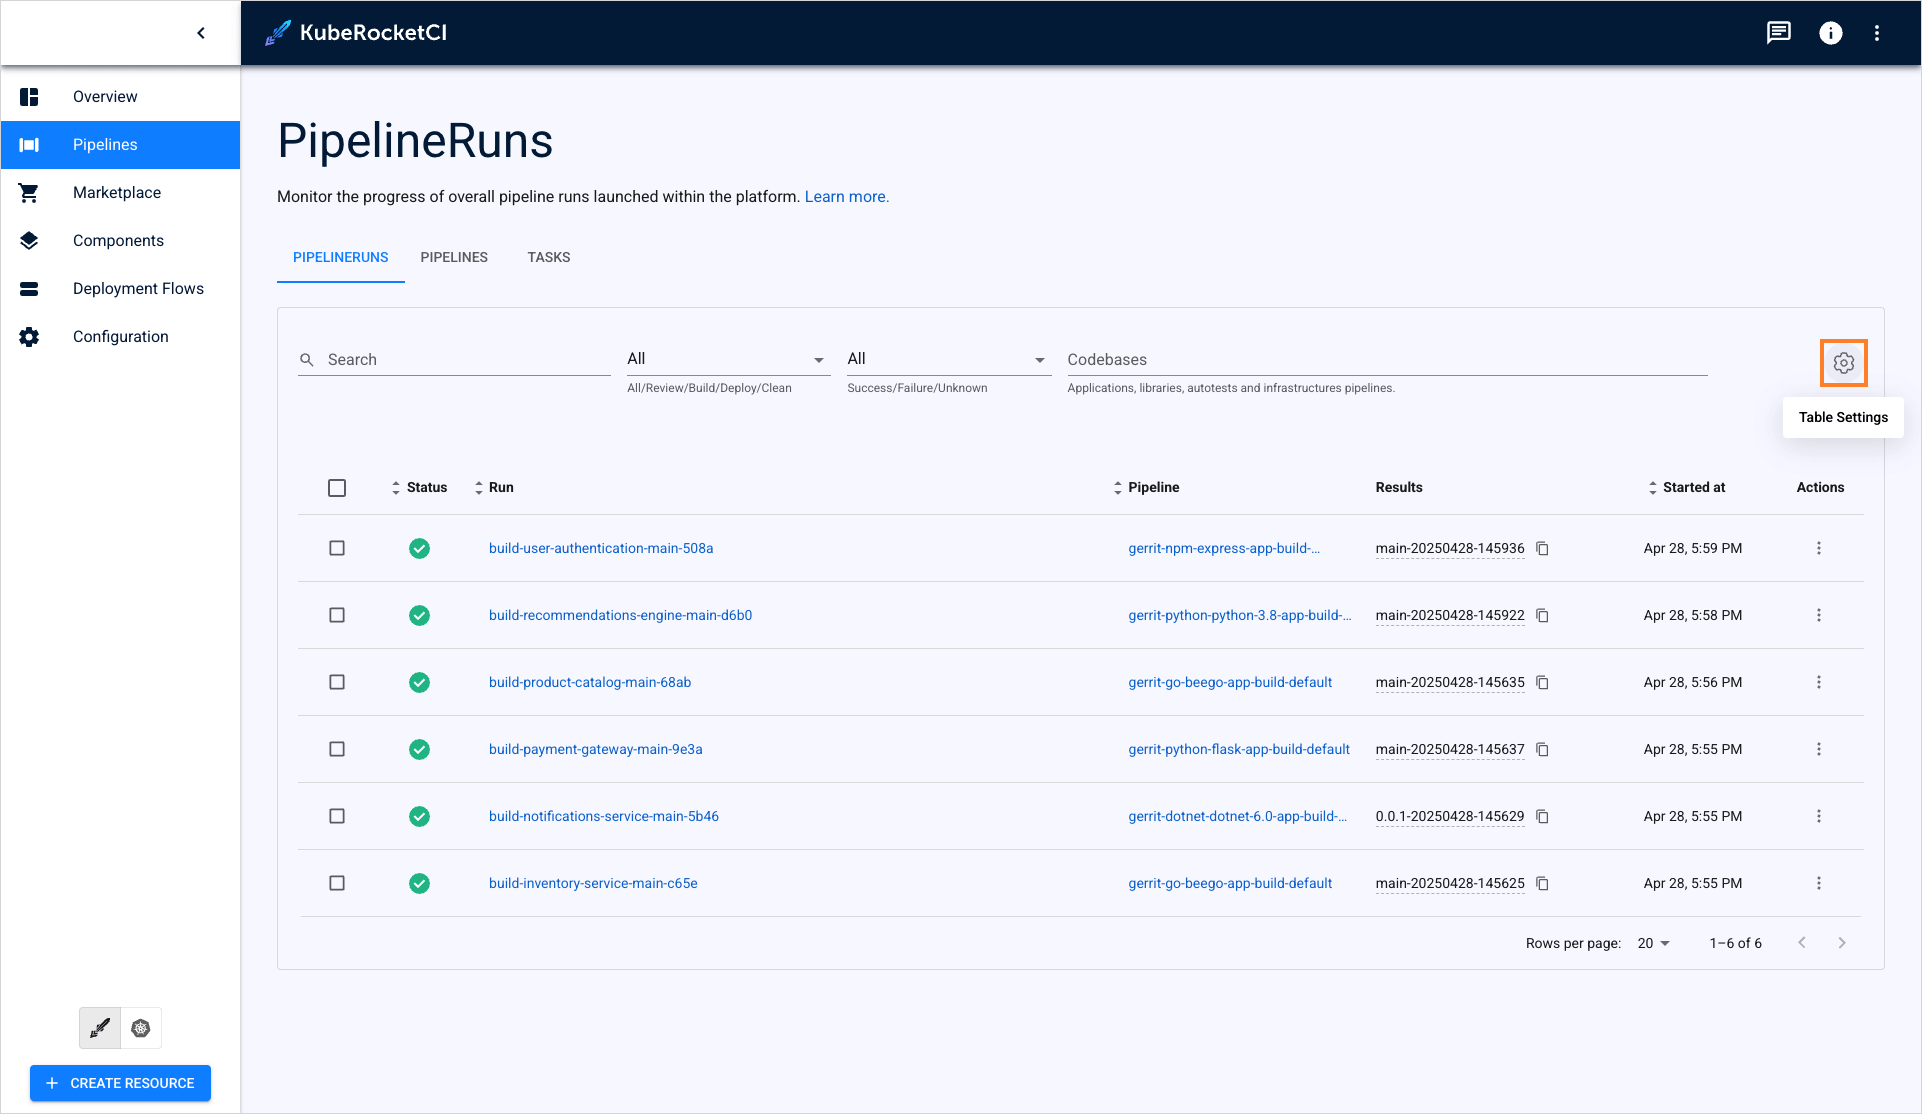 KubeRocketCI
Overview
Pipelines
Marketplace
Components
Deployment Flows
Configuration
CREATE RESOURCE
PipelineRuns
Monitor the progress of overall pipeline runs launched within the platform. Learn more.
PIPELINERUNS PIPELINES TASKS
Search All All Codebases
All/Review/Build/Deploy/Clean Success/Failure/Unknown Applications, libraries, autotests and infrastructures pipelines.
Table Settings
Status Run Pipeline Results Started at Actions
build-user-authentication-main-508a gerrit-npm-express-app-build-... main-20250428-145936 Apr 28, 5:59 PM
build-recommendations-engine-main-d6b0 gerrit-python-python-3.8-app-build-... main-20250428-145922 Apr 28, 5:58 PM
build-product-catalog-main-68ab gerrit-go-beego-app-build-default main-20250428-145635 Apr 28, 5:56 PM
build-payment-gateway-main-9e3a gerrit-python-flask-app-build-default main-20250428-145637 Apr 28, 5:55 PM
build-notifications-service-main-5b46 gerrit-dotnet-dotnet-6.0-app-build-... 0.0.1-20250428-145629 Apr 28, 5:55 PM
build-inventory-service-main-c65e gerrit-go-beego-app-build-default main-20250428-145625 Apr 28, 5:55 PM
Rows per page: 20 1–6 of 6